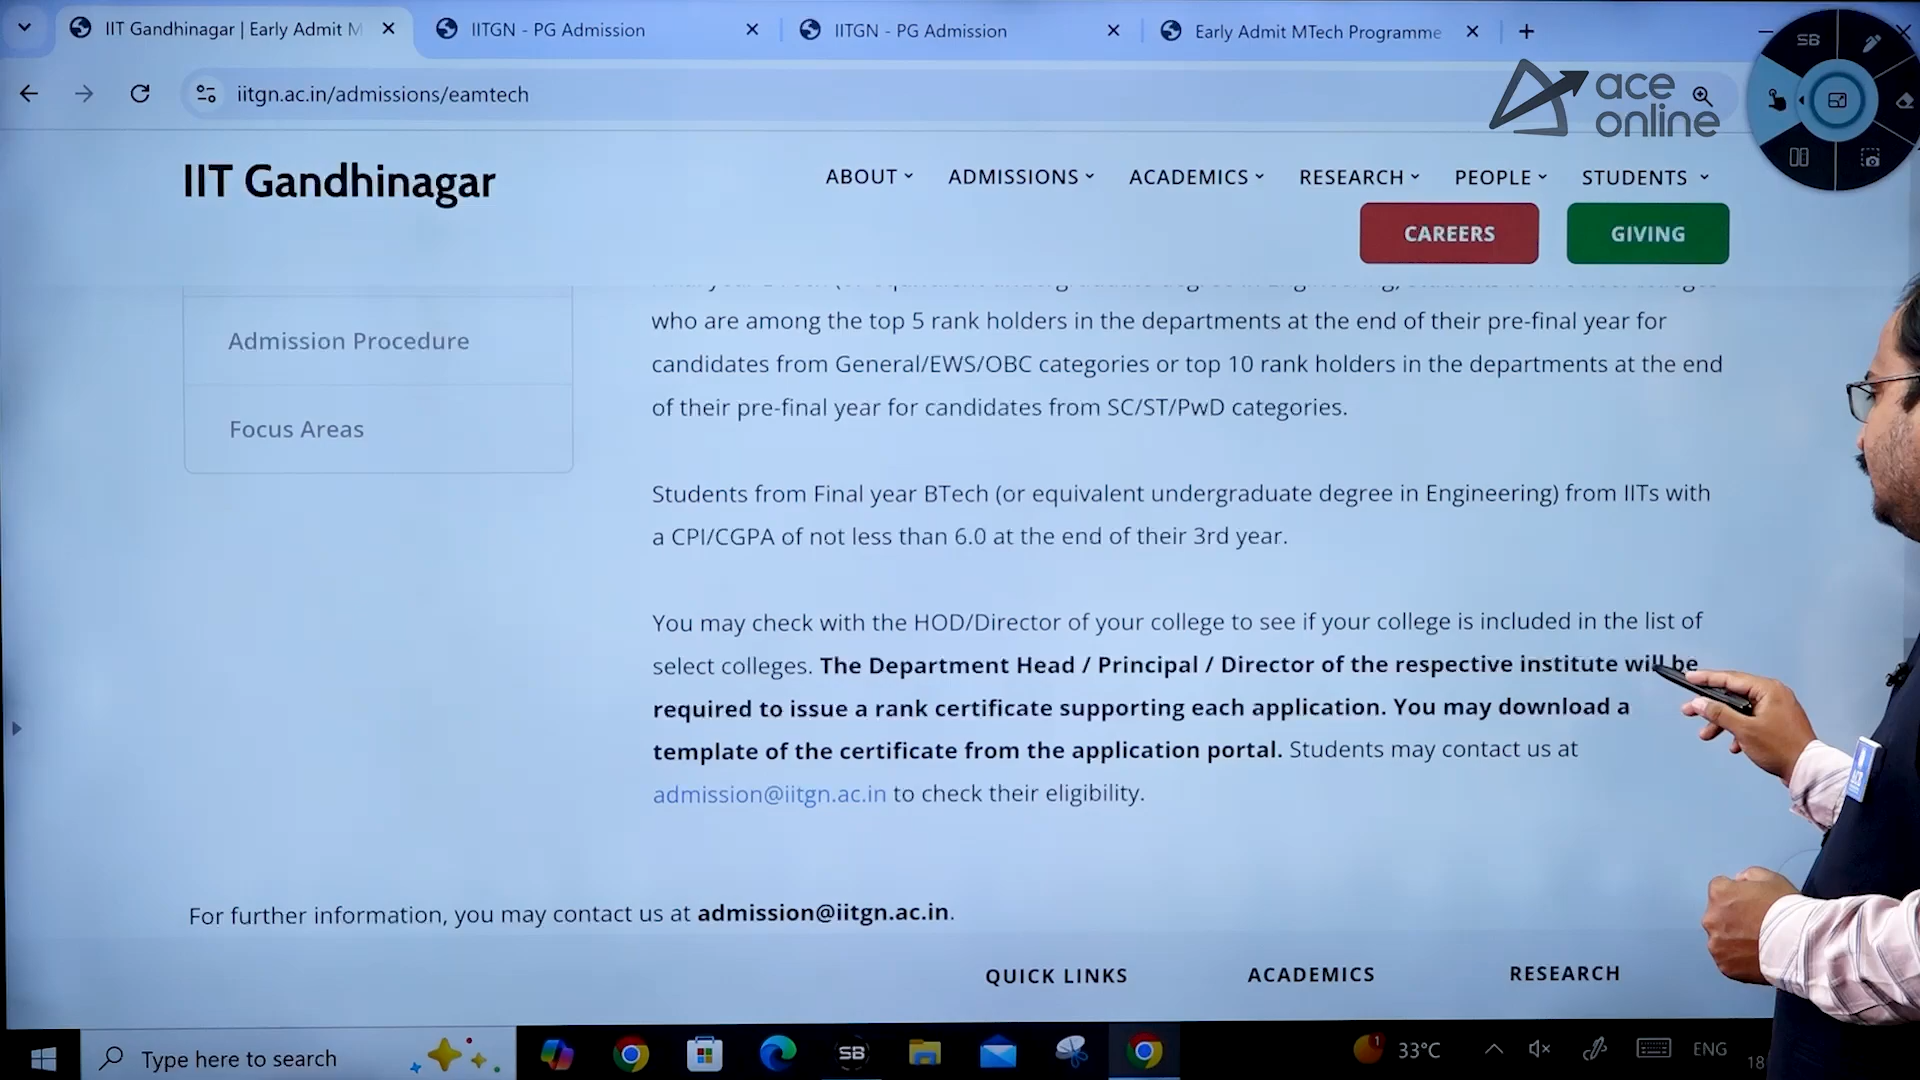 IIT Gandhinagar | Early Admit M
IITGN - PG Admission
IITGN - PG Admission
Early Admit MTech Programme
SB
iitgn.ac.in/admissions/eamtech
ace
online
IIT Gandhinagar
ABOUT
ADMISSIONS
ACADEMICS
RESEARCH
PEOPLE
STUDENTS
CAREERS
GIVING
Admission Procedure
Focus Areas
who are among the top 5 rank holders in the departments at the end of their pre-final year for
candidates from General/EWS/OBC categories or top 10 rank holders in the departments at the end
of their pre-final year for candidates from SC/ST/PwD categories.
Students from Final year BTech (or equivalent undergraduate degree in Engineering) from IITs with
a CPI/CGPA of not less than 6.0 at the end of their 3rd year.
You may check with the HOD/Director of your college to see if your college is included in the list of
select colleges. The Department Head / Principal / Director of the respective institute will be
required to issue a rank certificate supporting each application. You may download a
template of the certificate from the application portal. Students may contact us at
admission@iitgn.ac.in to check their eligibility.
For further information, you may contact us at admission@iitgn.ac.in.
QUICK LINKS
ACADEMICS
RESEARCH
Type here to search
SB
1
33°C
ENG
18